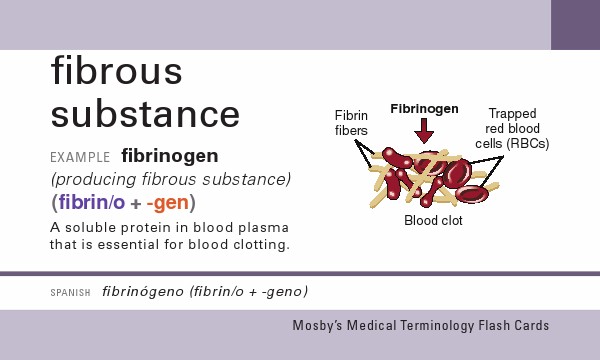 fibrous
substance
EXAMPLE fibrinogen
(producing fibrous substance)
(fibrin/o + -gen)
A soluble protein in blood plasma
that is essential for blood clotting.
Fibrin
fibers
Fibrinogen
Trapped
red blood
cells (RBCs)
Blood clot
SPANISH fibrinógeno (fibrin/o + -geno)
Mosby's Medical Terminology Flash Cards